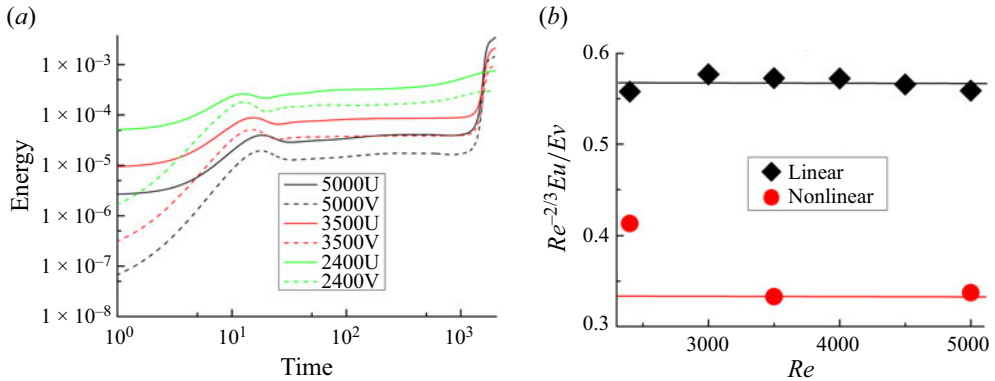 (a)
1 × 10⁻³
1 × 10⁻⁴
1 × 10⁻⁵
1 × 10⁻⁶
1 × 10⁻⁷
1 × 10⁻⁸
Energy
5000U
5000V
3500U
3500V
2400U
2400V
10⁰ 10¹ 10² 10³
Time
(b)
0.6
0.5
0.4
0.3
Re⁻²/³Eu/Ev
Linear
Nonlinear
3000 4000 5000
Re